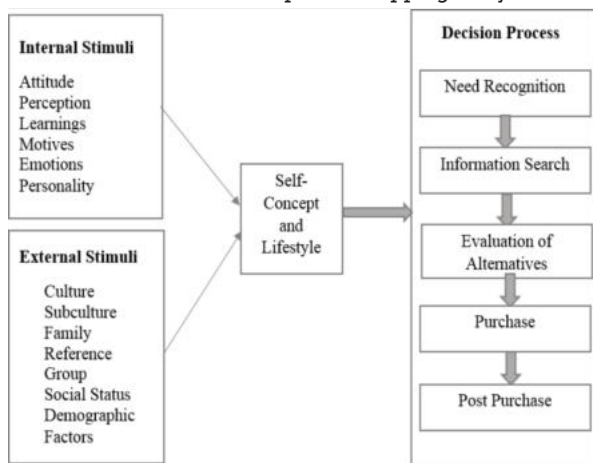 Internal Stimuli
Attitude
Perception
Learnings
Motives
Emotions
Personality
External Stimuli
Culture
Subculture
Family
Reference
Group
Social Status
Demographic
Factors
Self-
Concept
and
Lifestyle
Decision Process
Need Recognition
Information Search
Evaluation of
Alternatives
Purchase
Post Purchase